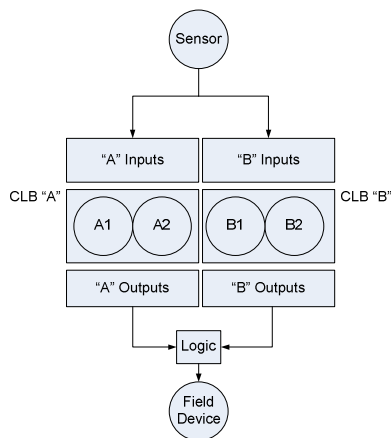 Sensor
“A” Inputs
“B” Inputs
CLB “A”
CLB “B”
A1
A2
B1
B2
“A” Outputs
“B” Outputs
Logic
Field
Device